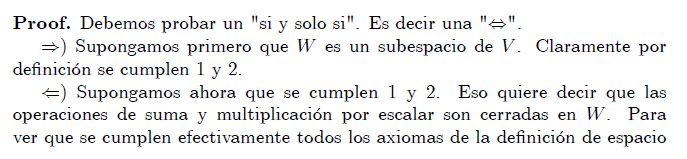 Proof. Debemos probar un "si y solo si". Es decir una "⇔".
⇒) Supongamos primero que W es un subespacio de V. Claramente por
definición se cumplen 1 y 2.
⇐) Supongamos ahora que se cumplen 1 y 2. Eso quiere decir que las
operaciones de suma y multiplicación por escalar son cerradas en W. Para
ver que se cumplen efectivamente todos los axiomas de la definición de espacio